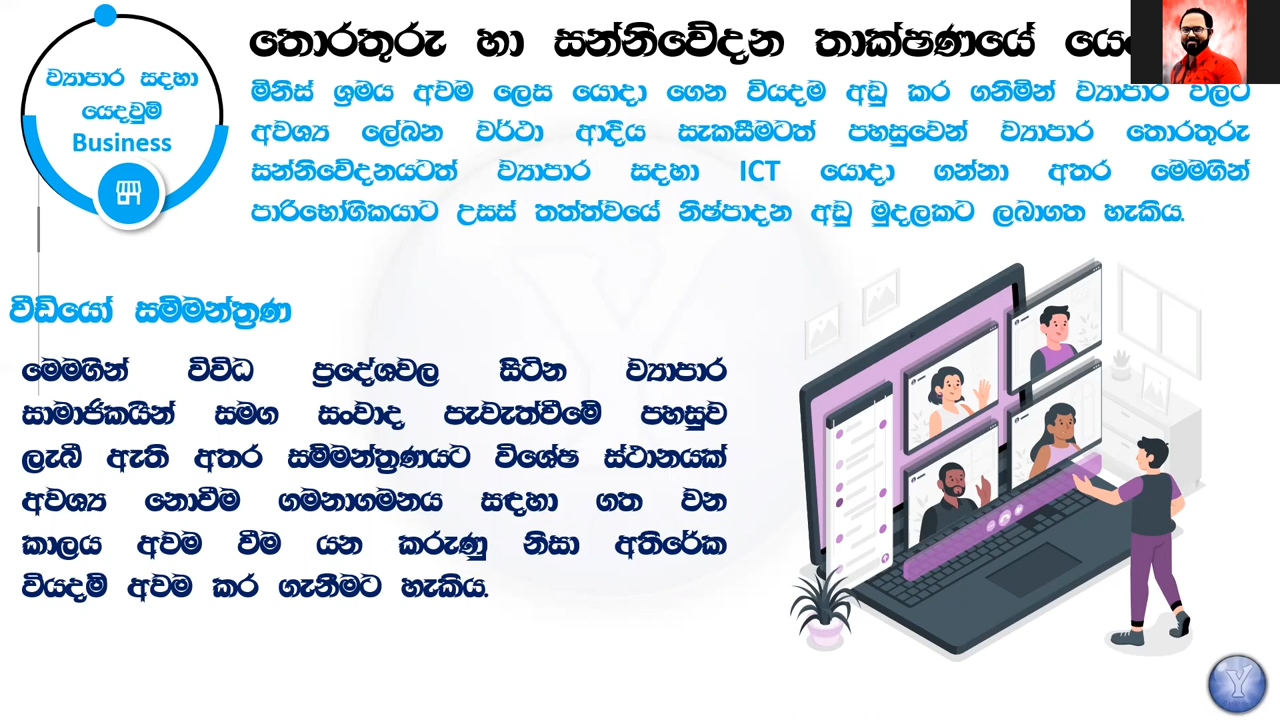 තොරතුරු හා සන්නිවේදන තාක්ෂණයේ
ව්‍යාපාර සදහා
යෙදවුම්
Business
මිනිස් ශ්‍රමය අවම ලෙස යොදා ගෙන වියදම අඩු කර ගනිමින් ව්‍යාපාර වලට
අවශ්‍ය ලේඛන වර්ථා ආදිය සැකසීමටත් පහසුවෙන් ව්‍යාපාර තොරතුරු
සන්නිවේදනයටත් ව්‍යාපාර සදහා ICT යොදා ගන්නා අතර මෙමගින්
පාරිභෝගිකයාට උසස් තත්ත්වයේ නිෂ්පාදන අඩු මුදලකට ලබාගත හැකිය.
වීඩියෝ සම්මන්ත්‍රණ
මෙමගින් විවිධ ප්‍රදේශවල සිටින ව්‍යාපාර
සාමාජිකයින් සමග සංවාද පැවැත්වීමේ පහසුව
ලැබී ඇති අතර සම්මන්ත්‍රණයට විශේෂ ස්ථානයක්
අවශ්‍ය නොවීම ගමනාගමනය සඳහා ගත වන
කාලය අවම වීම යන කරුණු නිසා අතිරේක
වියදම් අවම කර ගැනීමට හැකිය.
Y